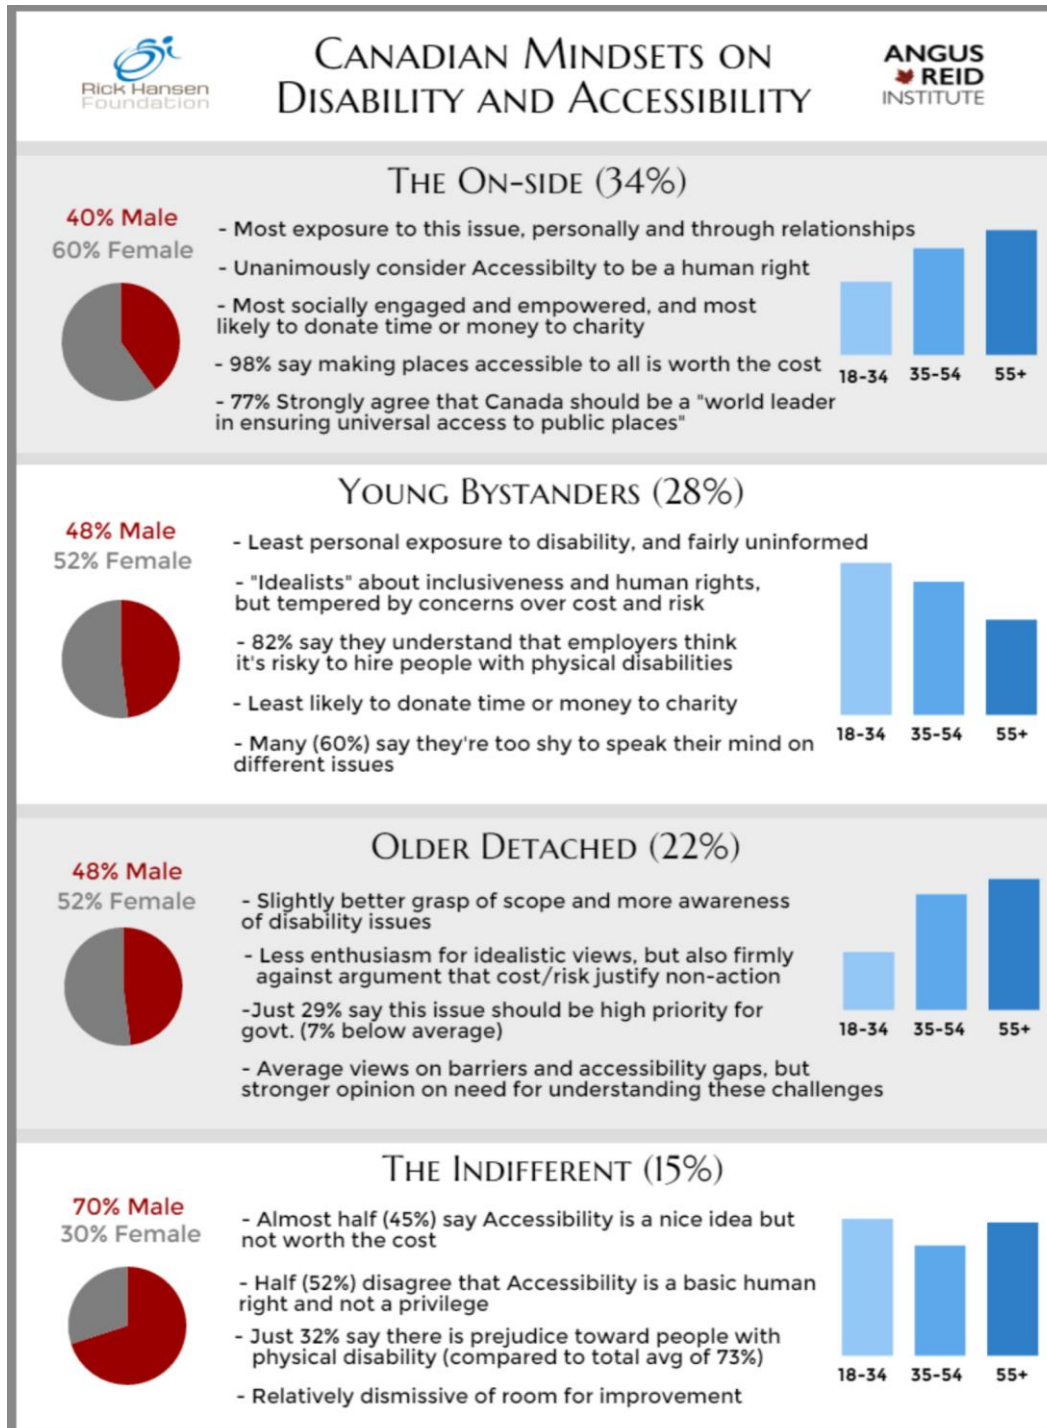 Rick Hansen
Foundation
CANADIAN MINDSETS ON
DISABILITY AND ACCESSIBILITY
ANGUS
REID
INSTITUTE
THE ON-SIDE (34%)
40% Male
60% Female
- Most exposure to this issue, personally and through relationships
- Unanimously consider Accessibilty to be a human right
- Most socially engaged and empowered, and most
likely to donate time or money to charity
- 98% say making places accessible to all is worth the cost
- 77% Strongly agree that Canada should be a "world leader
in ensuring universal access to public places"
18-34 35-54 55+
YOUNG BYSTANDERS (28%)
48% Male
52% Female
- Least personal exposure to disability, and fairly uninformed
- "Idealists" about inclusiveness and human rights,
but tempered by concerns over cost and risk
- 82% say they understand that employers think
it's risky to hire people with physical disabilities
- Least likely to donate time or money to charity
- Many (60%) say they're too shy to speak their mind on
different issues
18-34 35-54 55+
OLDER DETACHED (22%)
48% Male
52% Female
- Slightly better grasp of scope and more awareness
of disability issues
- Less enthusiasm for idealistic views, but also firmly
against argument that cost/risk justify non-action
-Just 29% say this issue should be high priority for
govt. (7% below average)
- Average views on barriers and accessibility gaps, but
stronger opinion on need for understanding these challenges
18-34 35-54 55+
THE INDIFFERENT (15%)
70% Male
30% Female
- Almost half (45%) say Accessibility is a nice idea but
not worth the cost
- Half (52%) disagree that Accessibility is a basic human
right and not a privilege
- Just 32% say there is prejudice toward people with
physical disability (compared to total avg of 73%)
- Relatively dismissive of room for improvement
18-34 35-54 55+